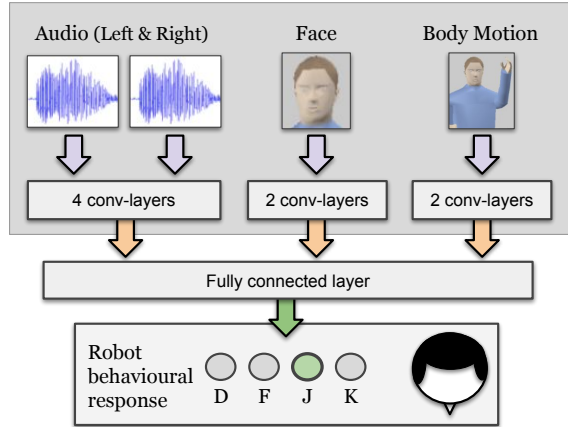 Audio (Left & Right) Face Body Motion
4 conv-layers 2 conv-layers 2 conv-layers
Fully connected layer
Robot
behavioural
response
D F J K